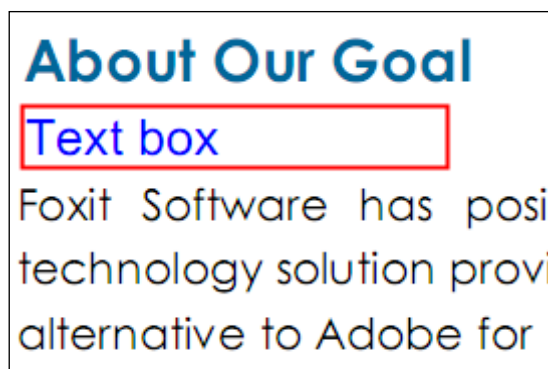 About Our Goal
Text box
Foxit Software has posi
technology solution provi
alternative to Adobe for